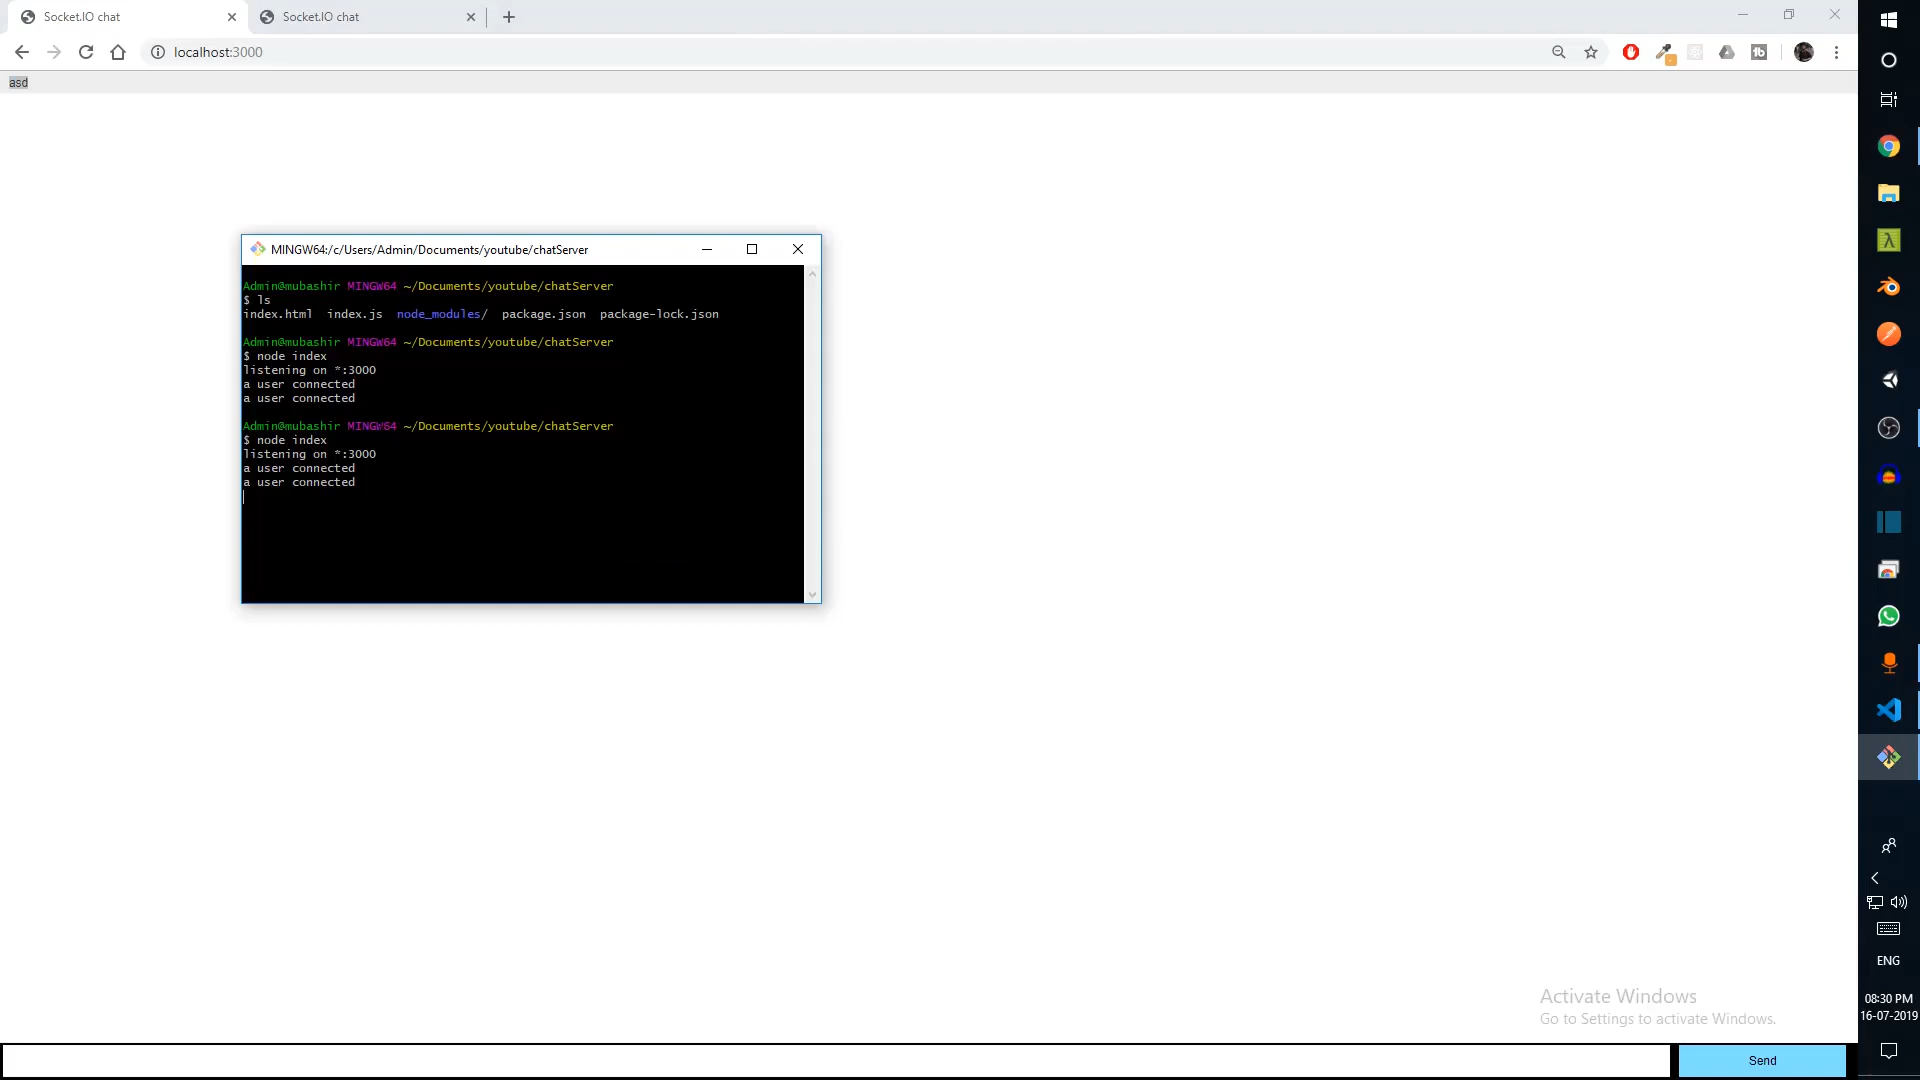 Socket.IO chat
Socket.IO chat
localhost:3000
asd
MINGW64:/c/Users/Admin/Documents/youtube/chatServer
Admin@mubashir MINGW64 ~/Documents/youtube/chatServer
$ ls
index.html index.js node_modules/ package.json package-lock.json
Admin@mubashir MINGW64 ~/Documents/youtube/chatServer
$ node index
listening on *:3000
a user connected
a user connected
Admin@mubashir MINGW64 ~/Documents/youtube/chatServer
$ node index
listening on *:3000
a user connected
a user connected
Activate Windows
Go to Settings to activate Windows.
Send
ENG
08:30 PM
16-07-2019